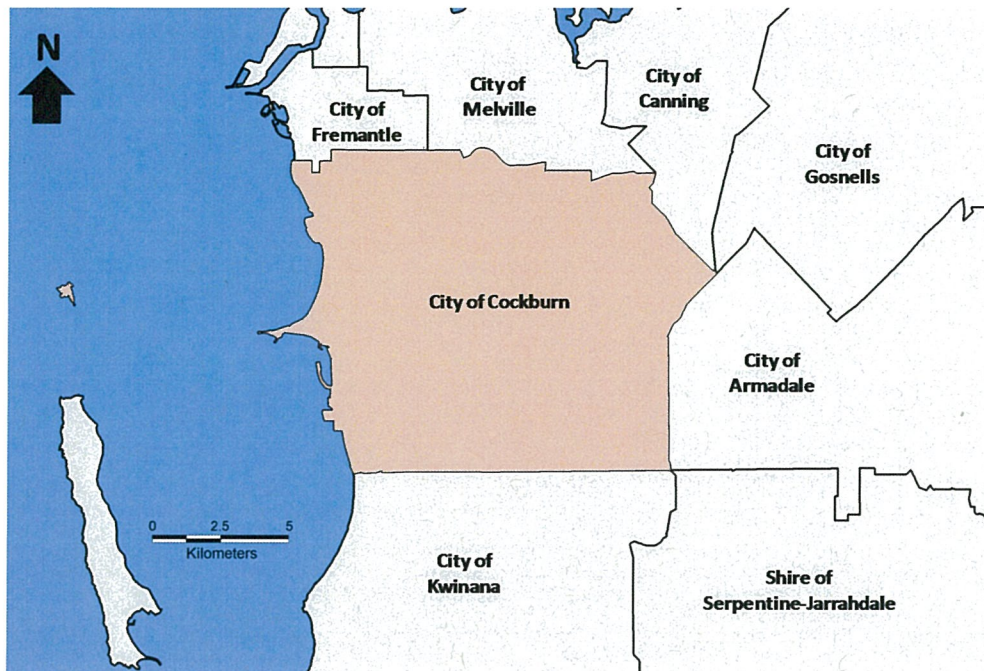 N
City of
Fremantle
City of
Melville
City of
Canning
City of
Gosnells
City of Cockburn
City of
Armadale
0 2.5 5
Kilometers
City of
Kwinana
Shire of
Serpentine-Jarrahdale